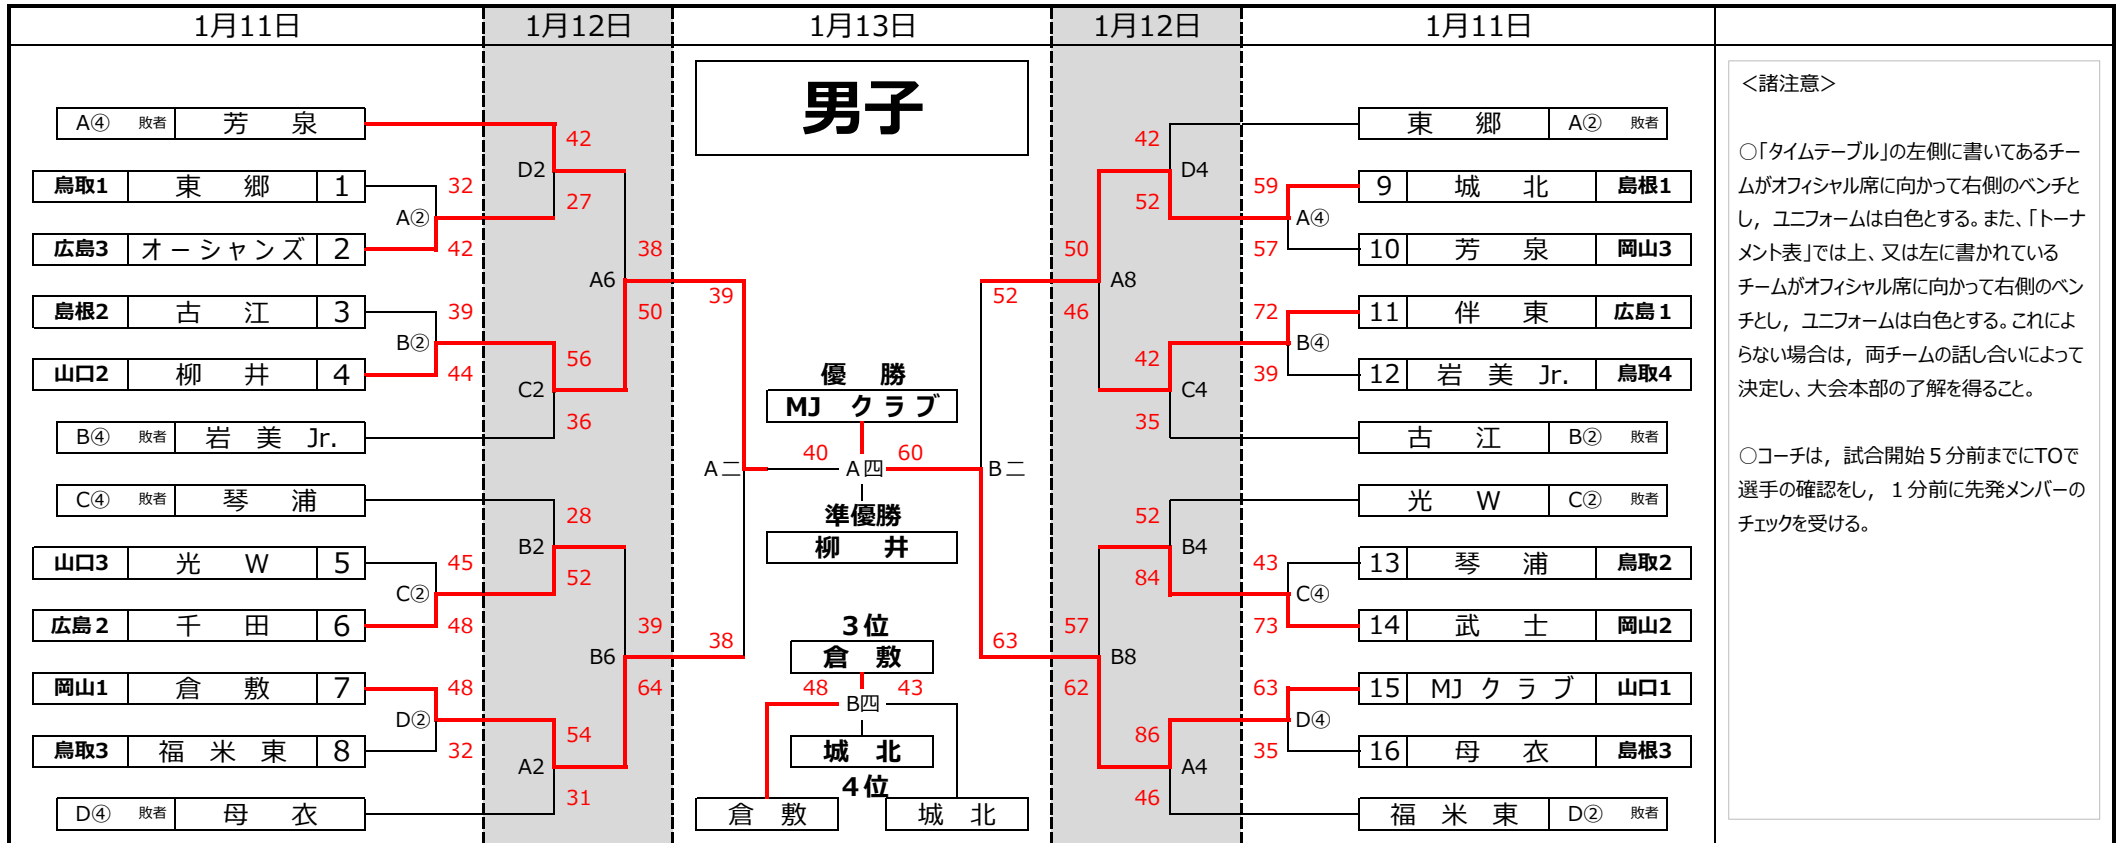 1月11日 1月12日 1月13日 1月12日 1月11日
男子
A④ 敗者 芳 泉
42
D2
27
鳥取1 東 郷 1
32
A②
42
広島3 オーシャンズ 2
38
A6
50
島根2 古 江 3
39
B②
44
山口2 柳 井 4
56
C2
36
B④ 敗者 岩 美 Jr.
39
A二
38
C④ 敗者 琴 浦
28
B2
52
山口3 光 W 5
45
C②
48
広島2 千 田 6
39
B6
64
岡山1 倉 敷 7
48
D②
32
鳥取3 福 米 東 8
54
A2
31
D④ 敗者 母 衣
優 勝
MJ クラブ
40 A四 60
準優勝
柳 井
3位
倉 敷
48 B四 43
城 北
4位
倉 敷 城 北
東 郷 A② 敗者
42
D4
52
9 城 北 島根1
59
A④
57
10 芳 泉 岡山3
50
A8
46
11 伴 東 広島1
72
B④
39
12 岩 美 Jr. 鳥取4
42
C4
35
古 江 B② 敗者
52
B二
63
光 W C② 敗者
52
B4
84
13 琴 浦 鳥取2
43
C④
73
14 武 士 岡山2
57
B8
62
15 MJ クラブ 山口1
63
D④
35
16 母 衣 島根3
86
A4
46
福 米 東 D② 敗者
＜諸注意＞
○「タイムテーブル」の左側に書いてあるチー
ムがオフィシャル席に向かって右側のベンチと
し，ユニフォームは白色とする。また、「トーナ
メント表」では上、又は左に書かれている
チームがオフィシャル席に向かって右側のベン
チとし，ユニフォームは白色とする。これによ
らない場合は，両チームの話し合いによって
決定し、大会本部の了解を得ること。
○コーチは，試合開始５分前までにTOで
選手の確認をし，１分前に先発メンバーの
チェックを受ける。